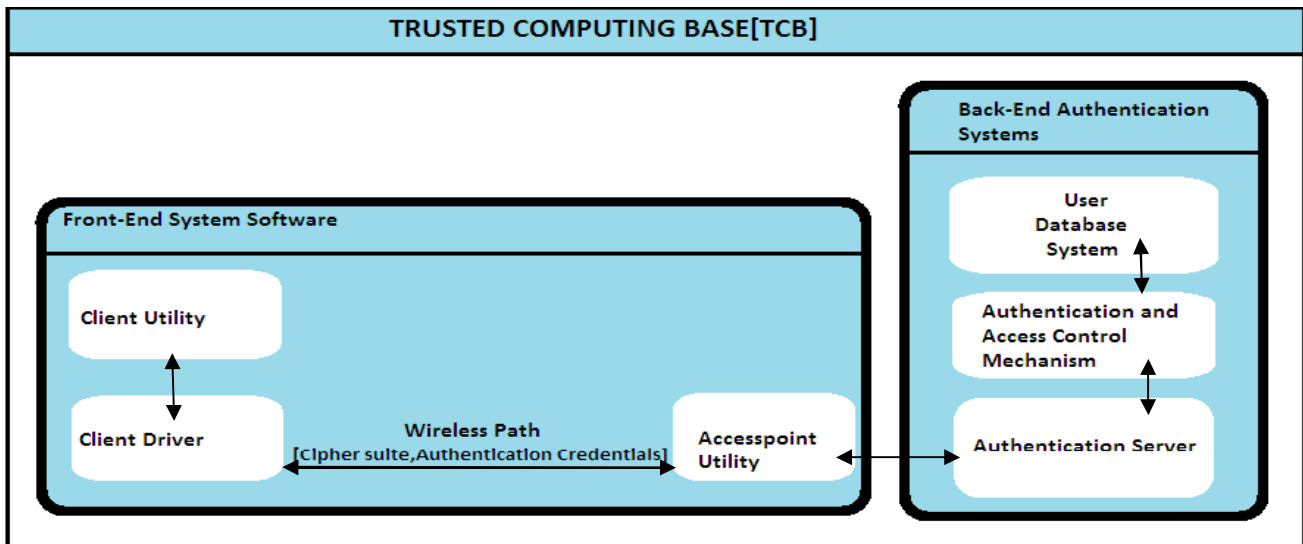 TRUSTED COMPUTING BASE[TCB]
Back-End Authentication
Systems
User
Database
System
Authentication and
Access Control
Mechanism
Authentication Server
Front-End System Software
Client Utility
Client Driver
Wireless Path
[Cipher suite,Authentication Credentials]
Accesspoint
Utility